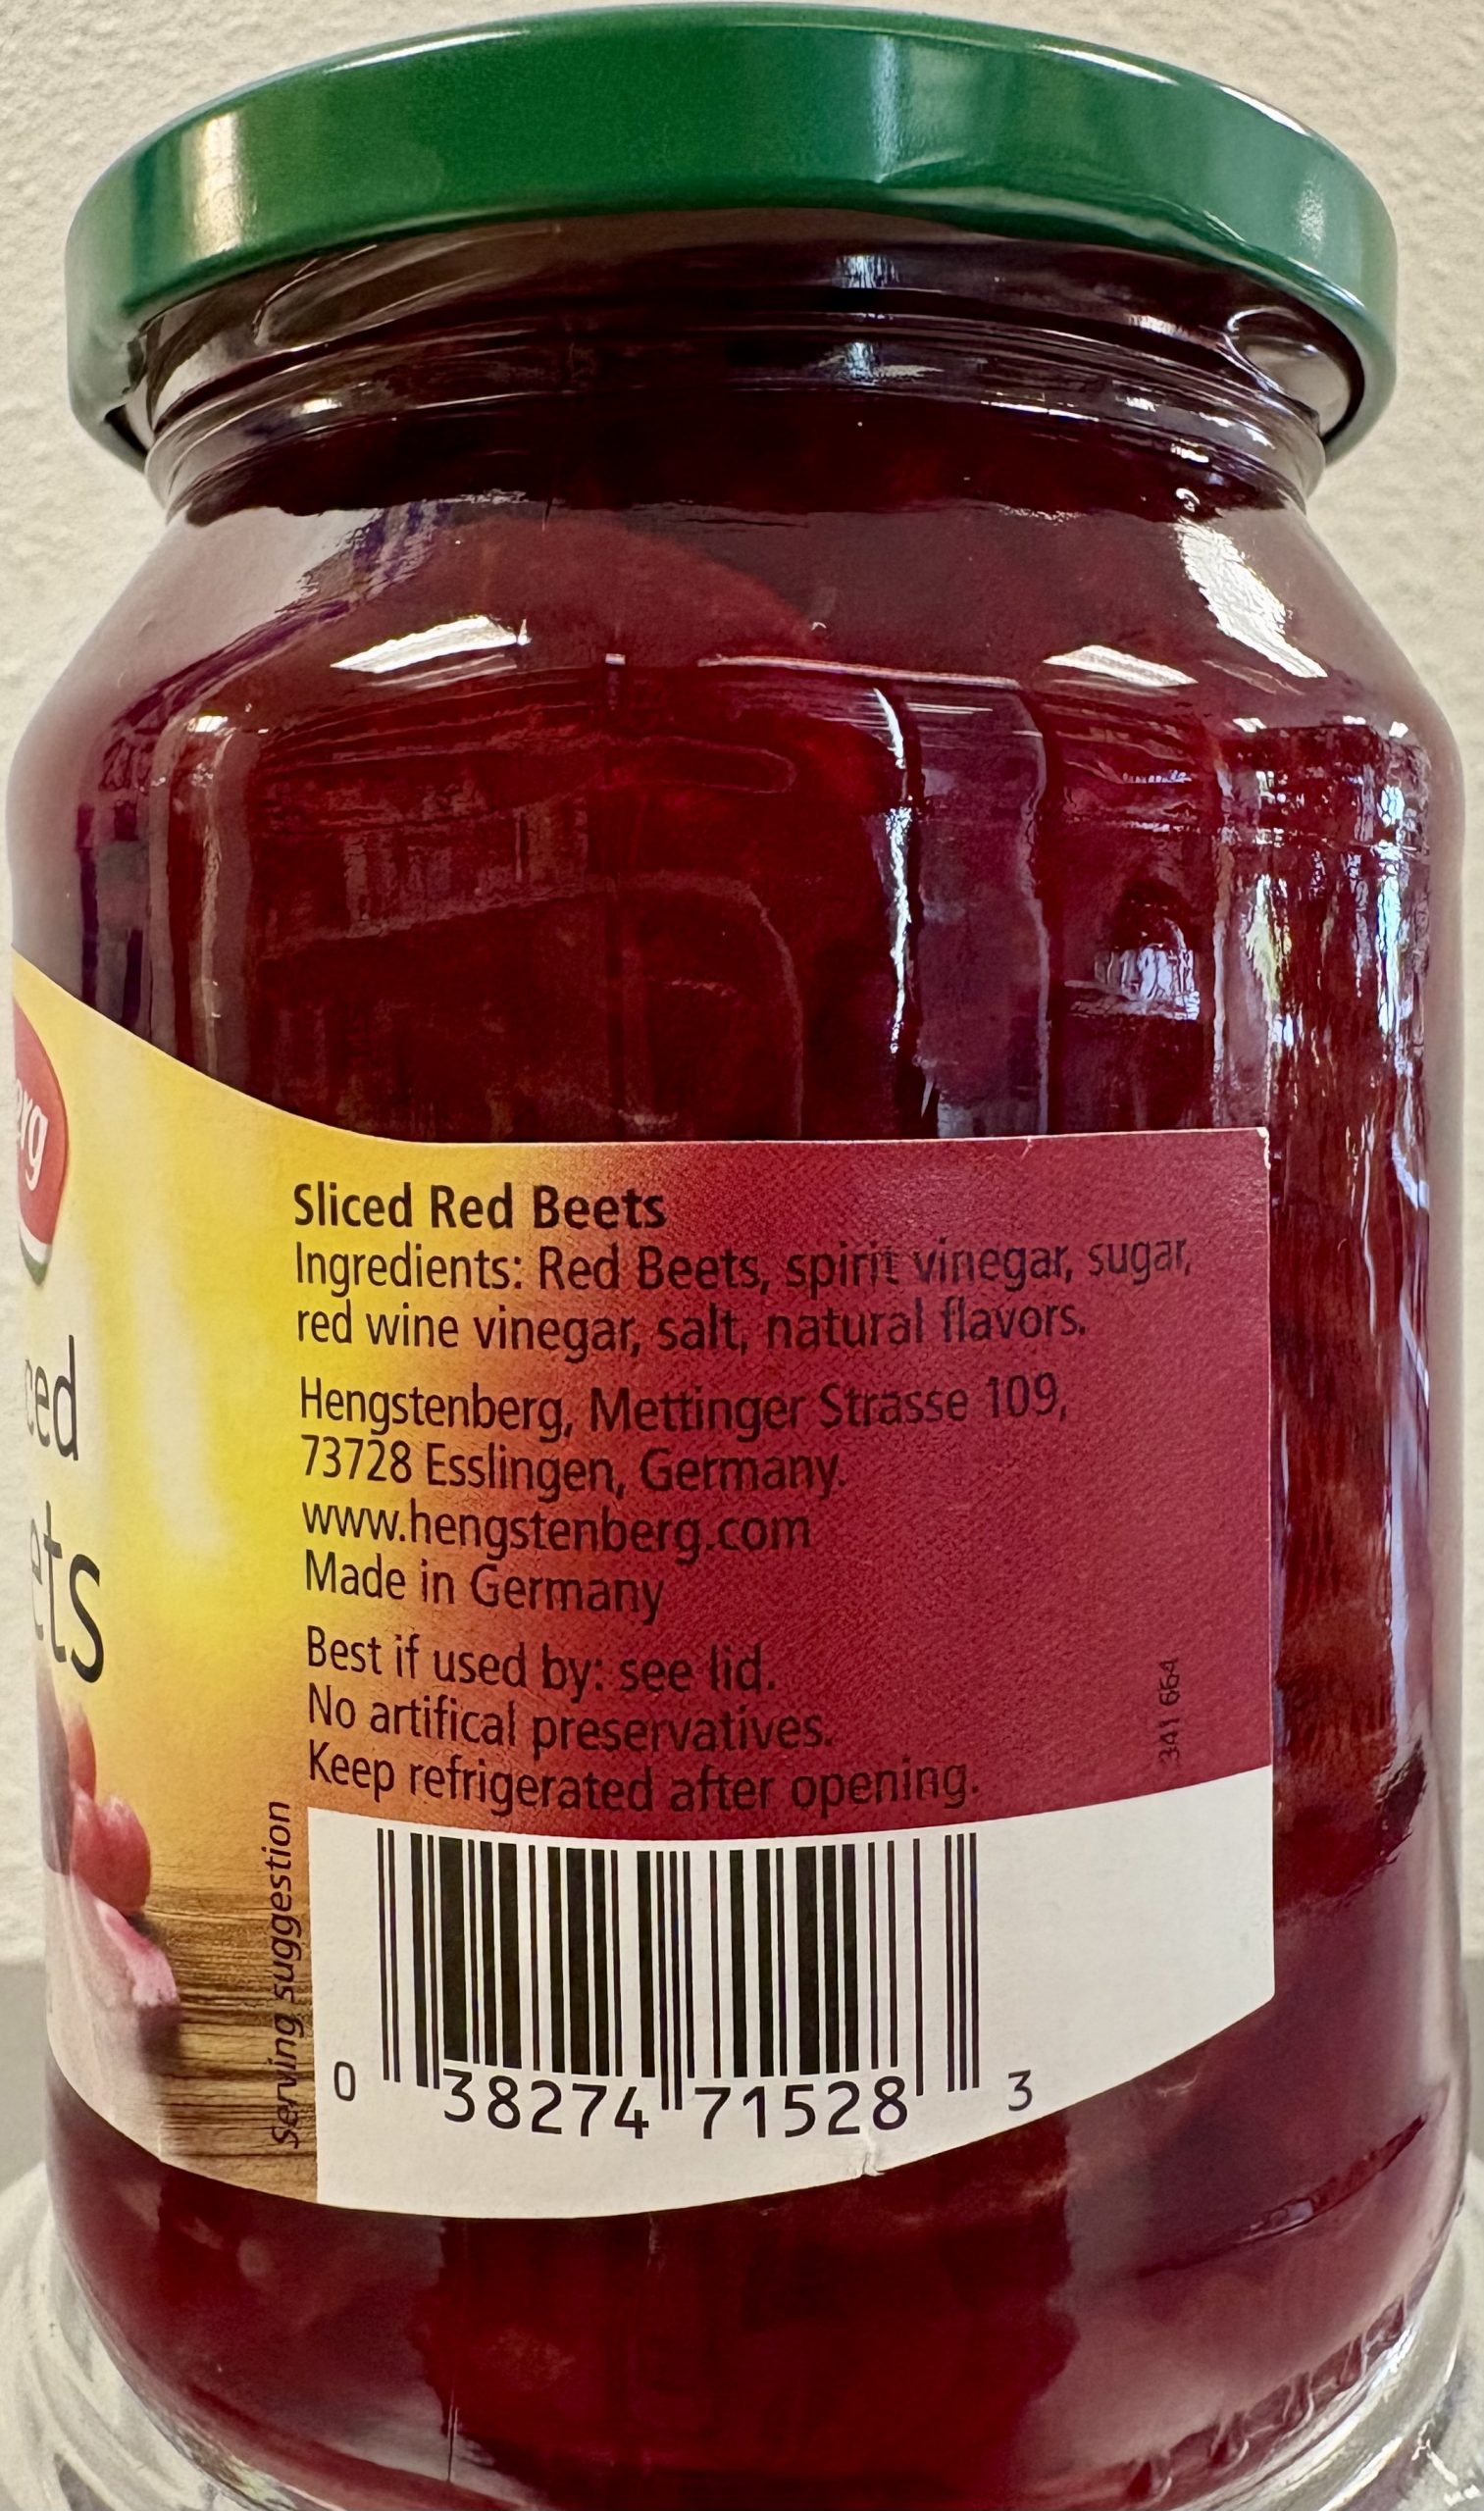 Sliced Red Beets
Ingredients: Red Beets, spirit vinegar, sugar,
red wine vinegar, salt, natural flavors.
Hengstenberg, Mettinger Strasse 109,
73728 Esslingen, Germany.
www.hengstenberg.com
Made in Germany
Best if used by: see lid.
No artifical preservatives.
Keep refrigerated after opening.
341 664
serving suggestion
0 38274 71528 3